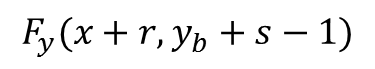 F_y(x + r, y_b + s − 1)